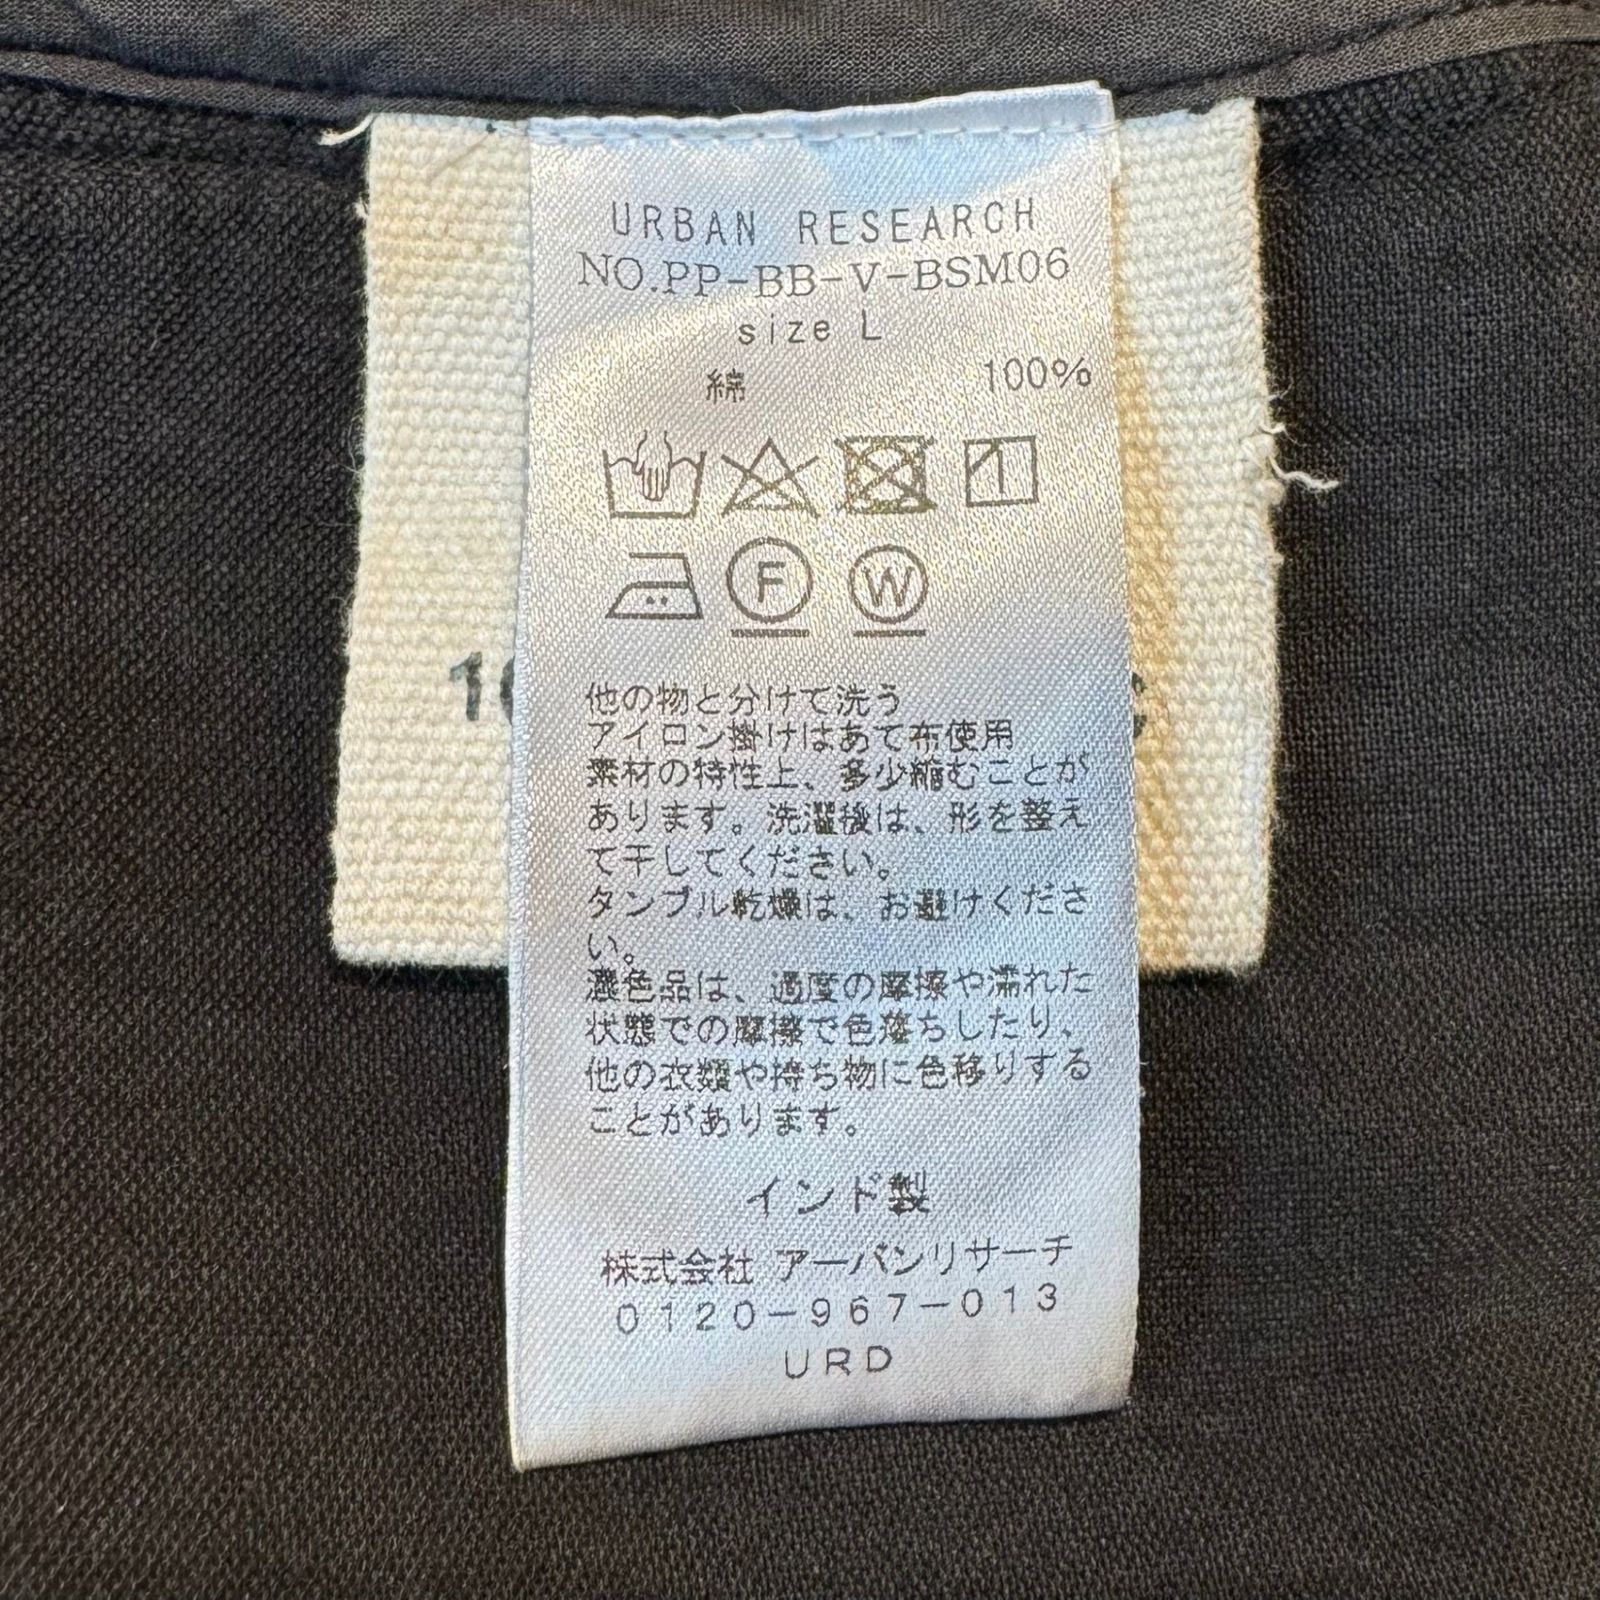 URBAN RESEARCH
NO.PP-BB-V-BSM06
size L
綿 100%
1
F W
他の物と分けて洗う
アイロン掛けはあて布使用
素材の特性上、多少縮むことが
あります。洗濯後は、形を整え
て干してください。
タンブル乾燥は、お避けくださ
い。
濃色品は、過度の摩擦や濡れた
状態での摩擦で色落ちしたり、
他の衣類や持ち物に色移りする
ことがあります。
インド製
株式会社 アーバンリサーチ
0120-967-013
URD